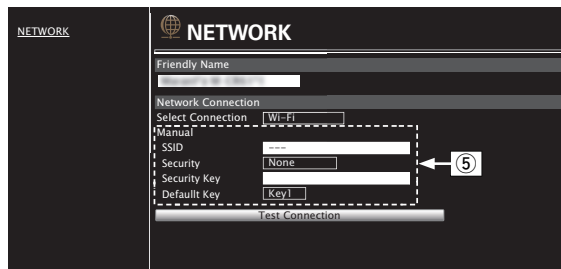 NETWORK
NETWORK
Friendly Name
Network Connection
Select Connection Wi-Fi
Manual
SSID ---
Security None
⑤
Security Key
Defaullt Key Key1
Test Connection